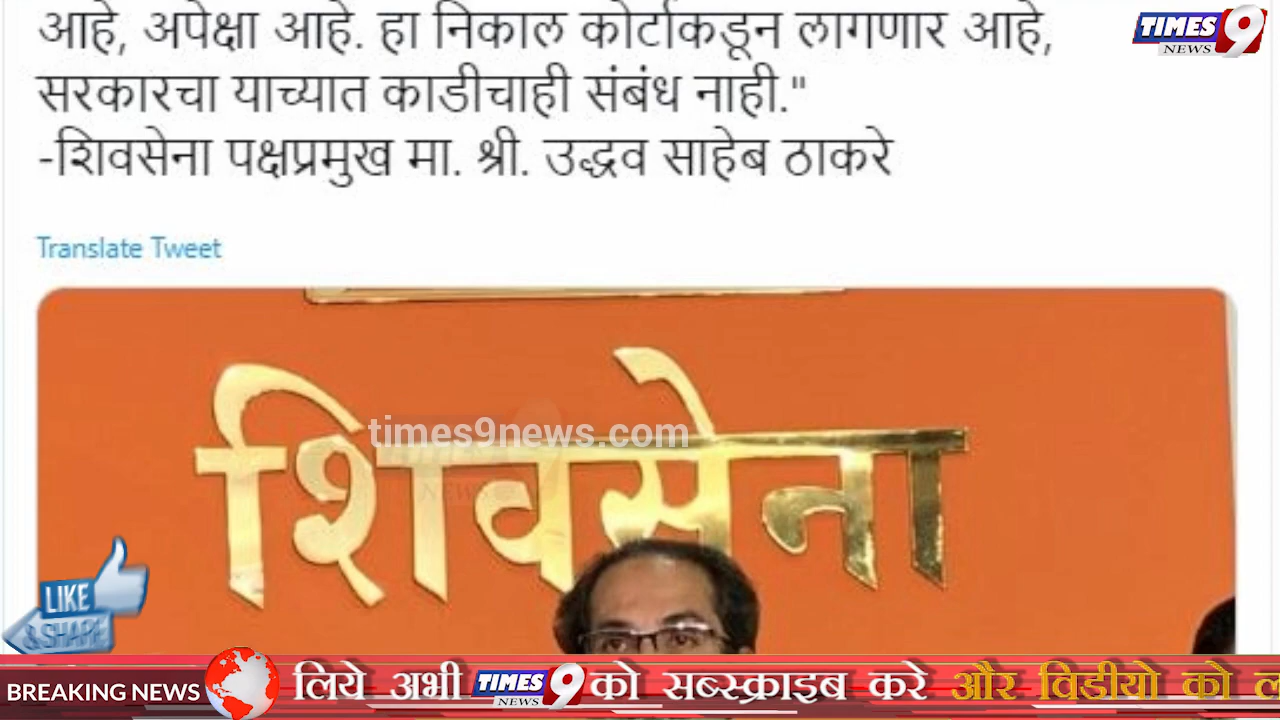 आहे, अपेक्षा आहे. हा निकाल कोर्टाकडून लागणार आहे,
TIMES 9
NEWS
सरकारचा याच्यात काडीचाही संबंध नाही."
-शिवसेना पक्षप्रमुख मा. श्री. उद्धव साहेब ठाकरे
Translate Tweet
शिवसेना
times9news.com
NEWS
LIKE
& SHARE
BREAKING NEWS
लिये अभी TIMES 9 NEWS को सब्स्क्राइब करे और विडीयो को